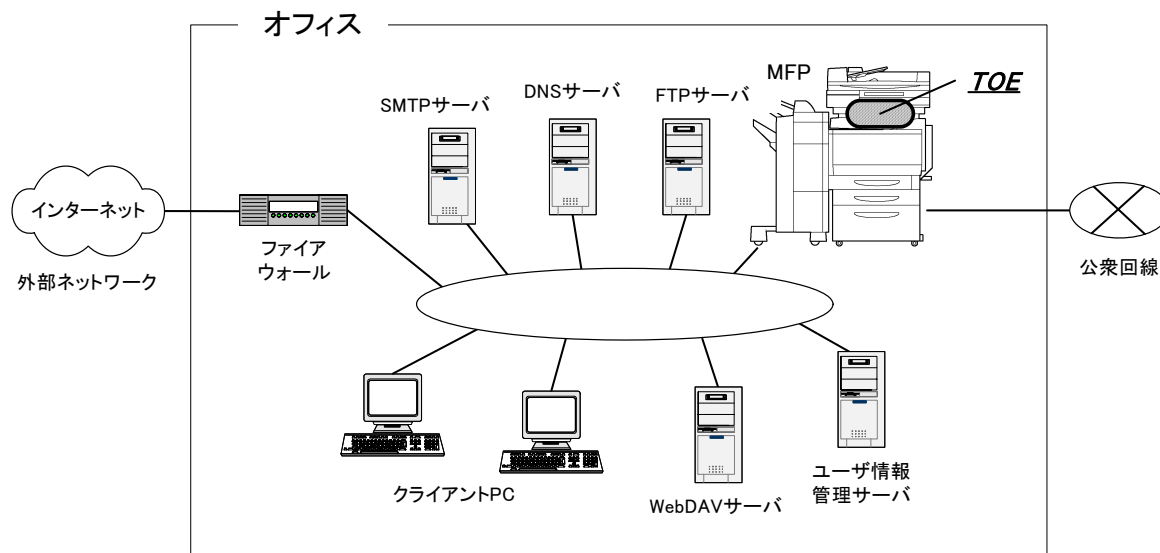 オフィス
MFP
TOE
SMTPサーバ
DNSサーバ
FTPサーバ
インターネット
外部ネットワーク
ファイア
ウォール
公衆回線
クライアントPC
WebDAVサーバ
ユーザ情報
管理サーバ